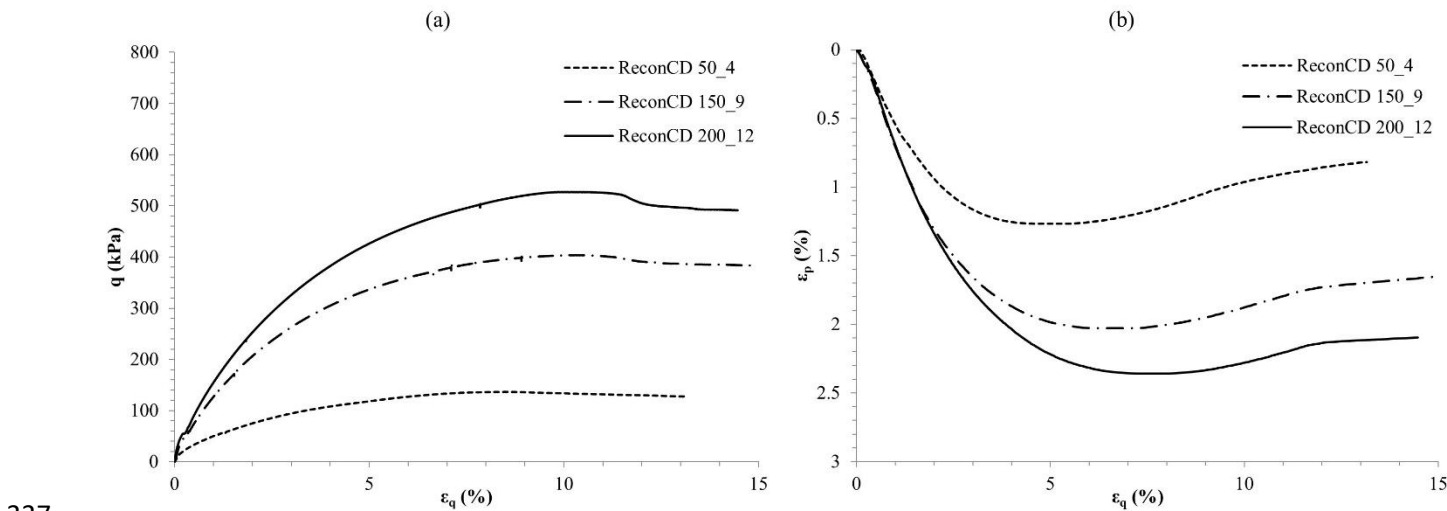 (a)
800
700
600
500
400
300
200
100
0
q (kPa)
ReconCD 50_4
ReconCD 150_9
ReconCD 200_12
0
5
10
15
εq (%)
(b)
0
0.5
1
1.5
2
2.5
3
εp (%)
ReconCD 50_4
ReconCD 150_9
ReconCD 200_12
0
5
10
15
εq (%)